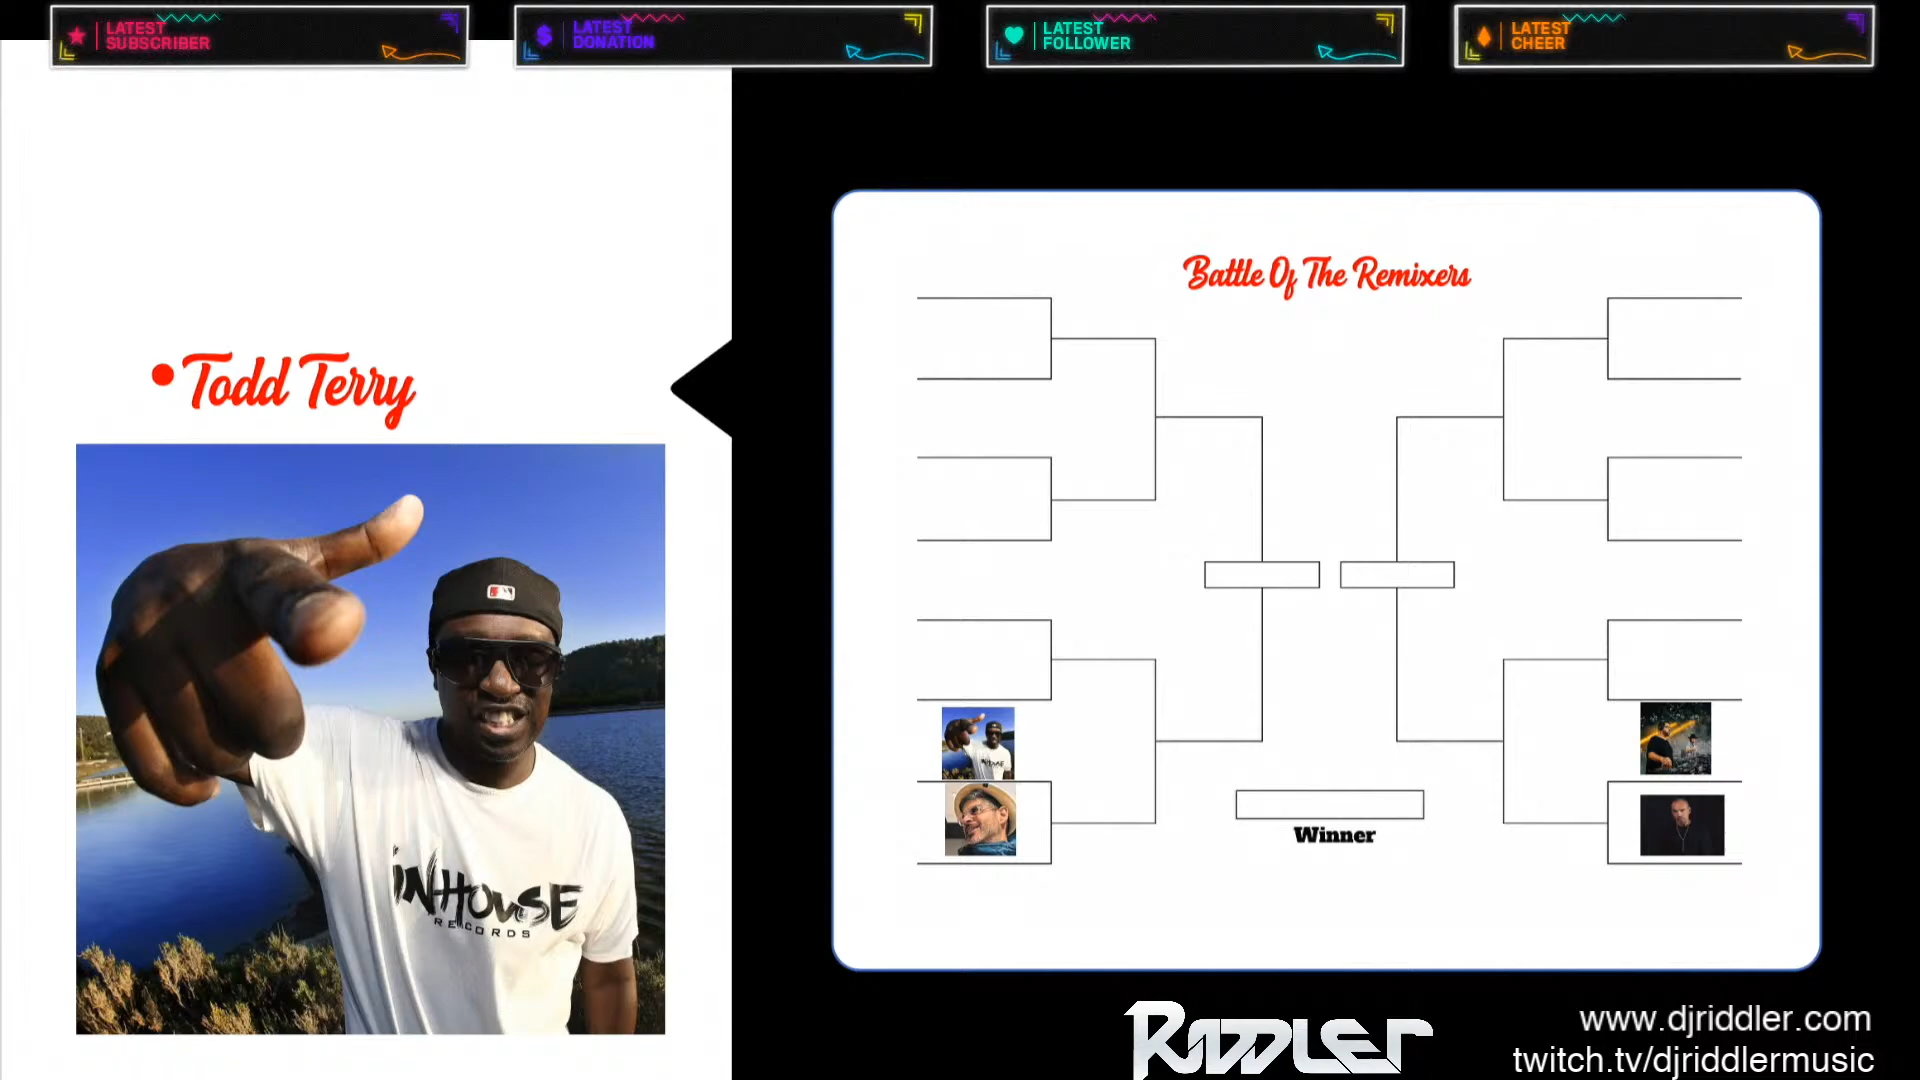 LATEST
SUBSCRIBER
LATEST
DONATION
LATEST
FOLLOWER
LATEST
CHEER
Battle Of The Remixers
• Todd Terry
INHOUSE
RECORDS
Winner
RIDDLER
www.djriddler.com
twitch.tv/djriddlermusic